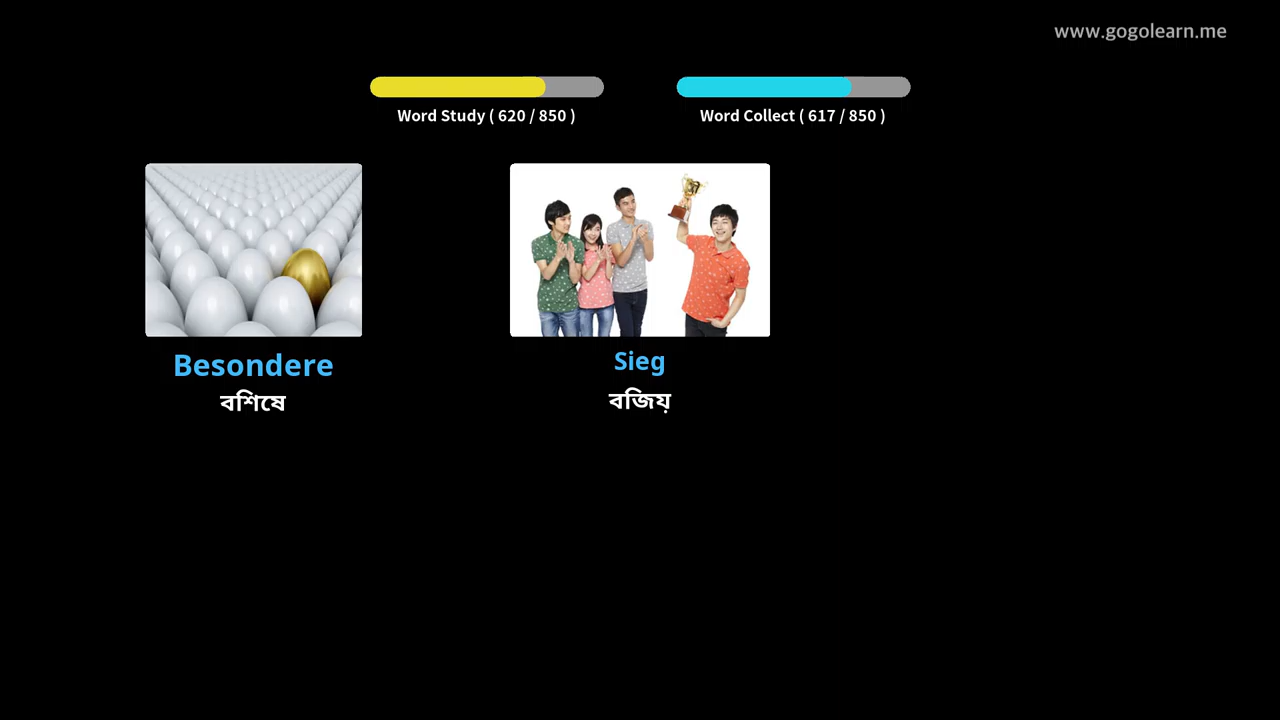 www.gogolearn.me
Word Study ( 620 / 850 )
Word Collect ( 617 / 850 )
Besondere
বশিষে
Sieg
বজিয়